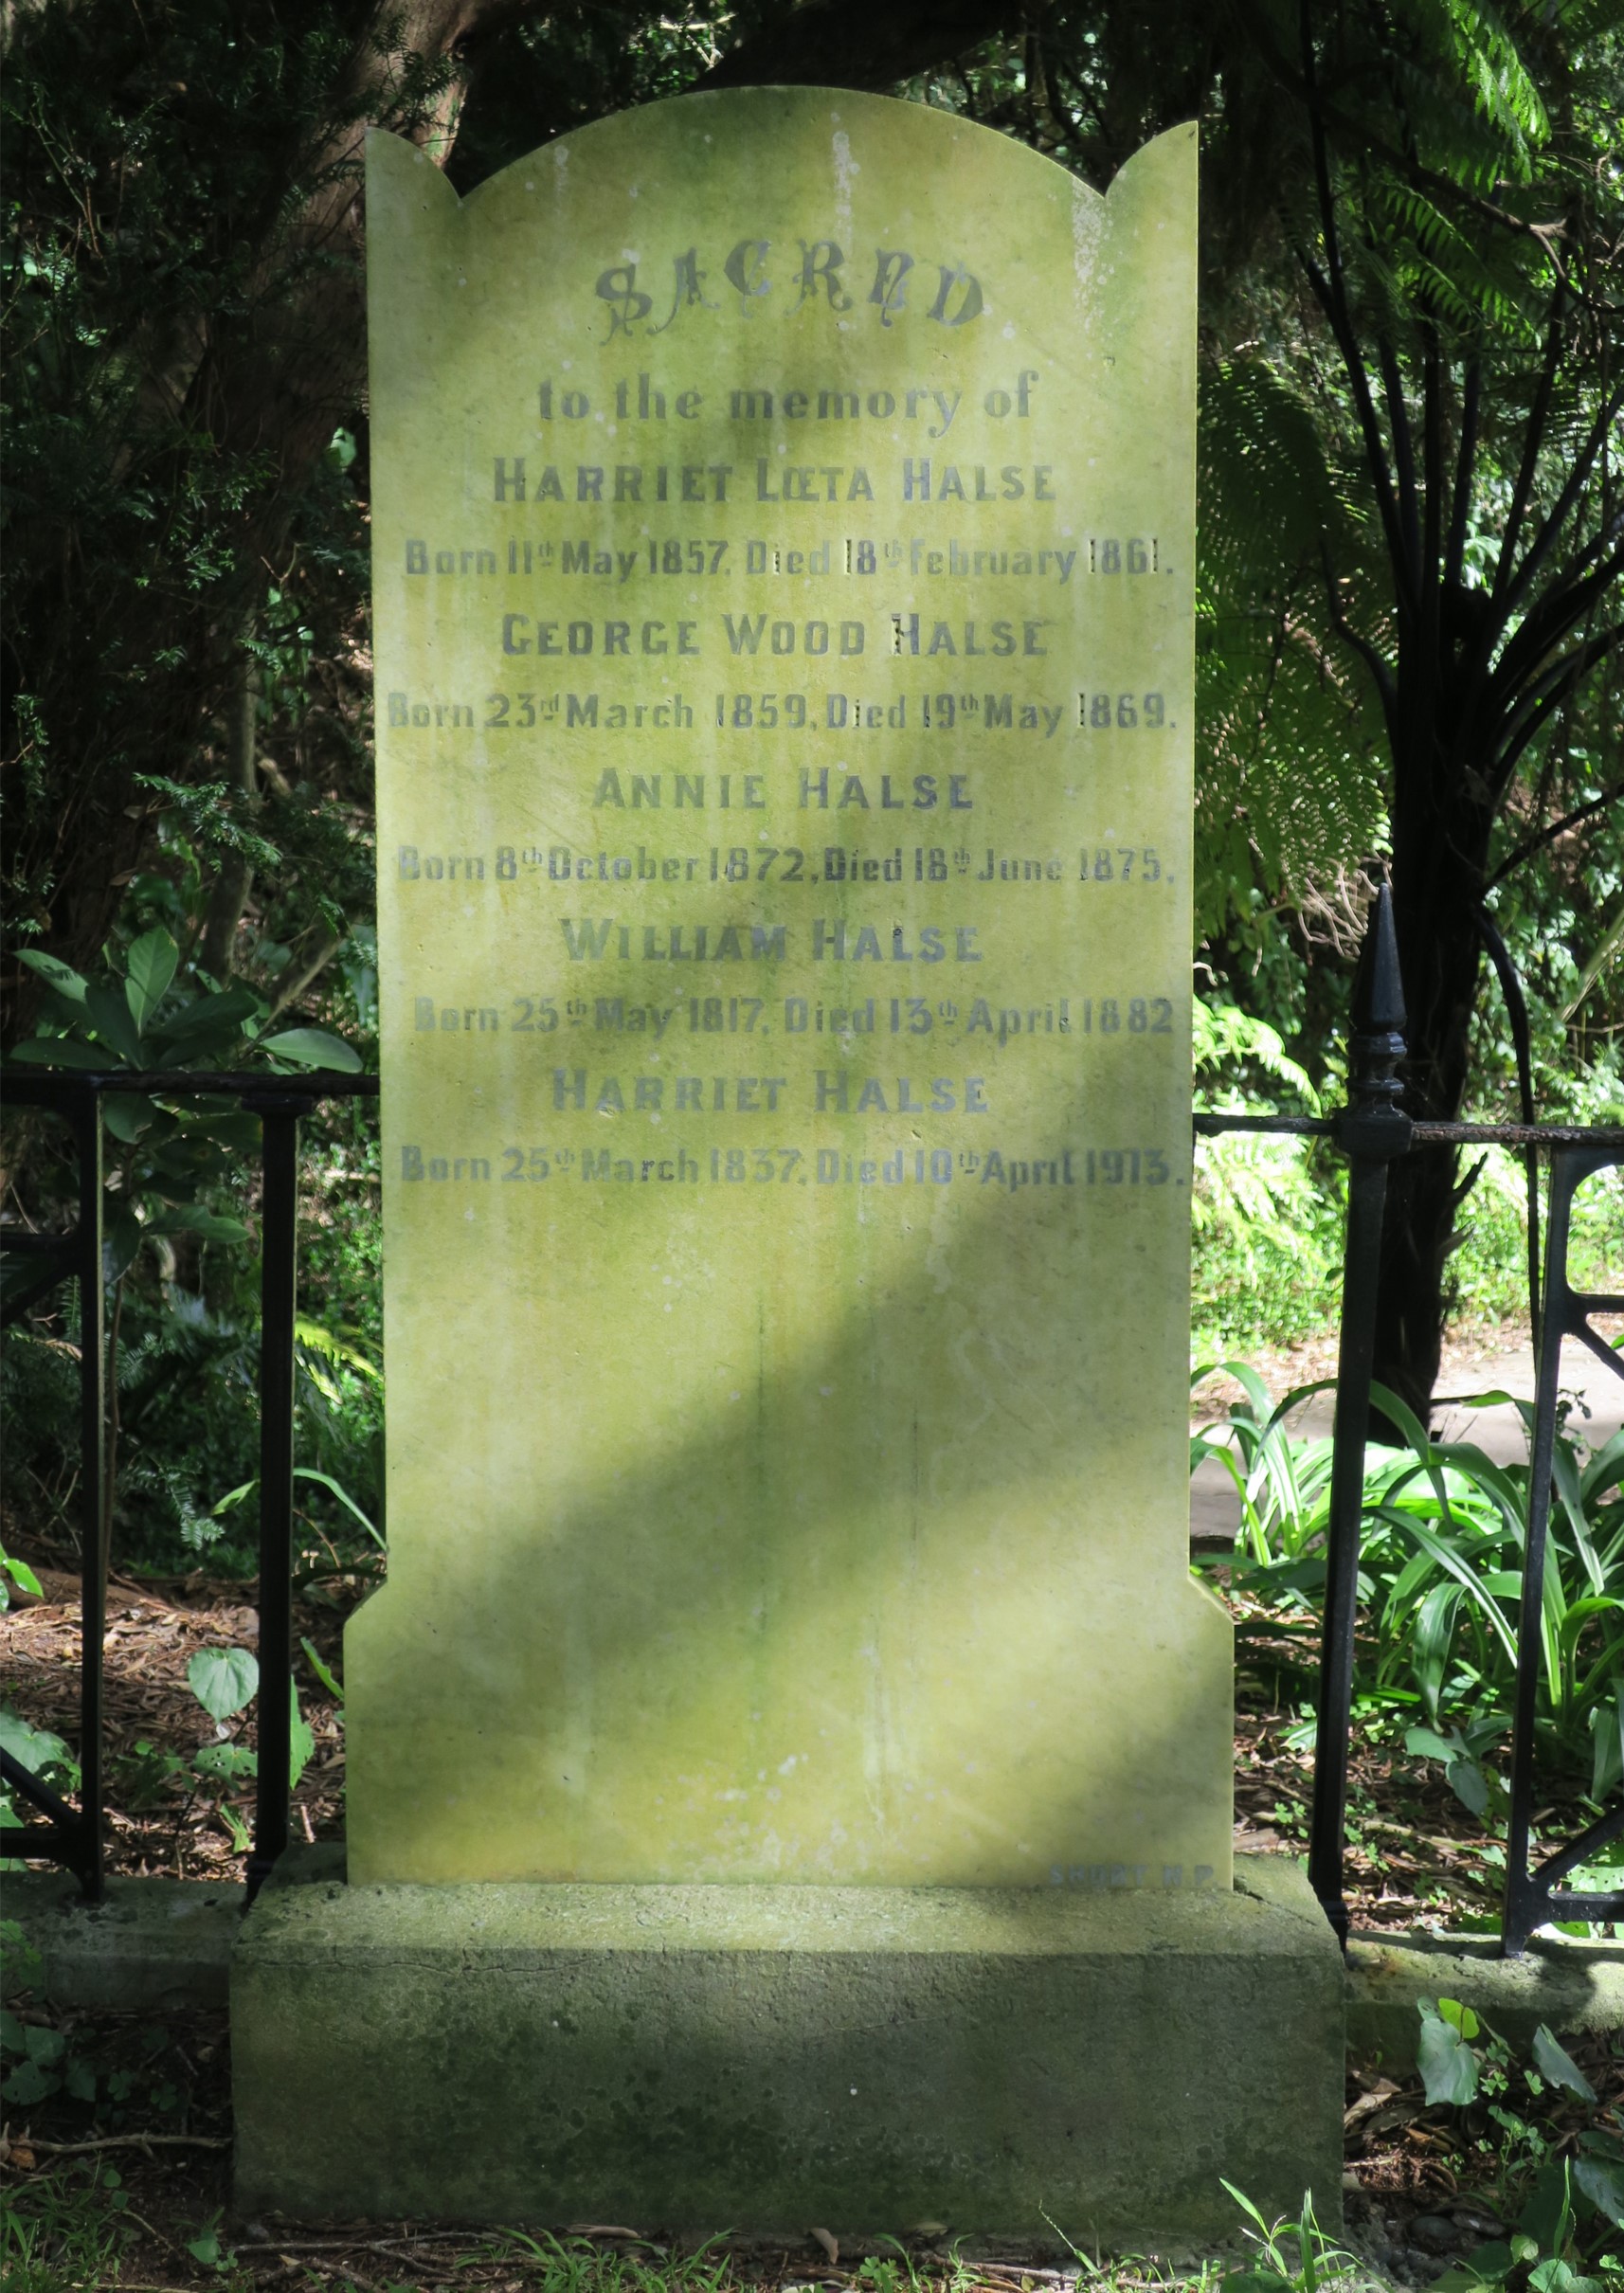 SACRED
to the memory of
HARRIET LŒTA HALSE
Born 11th May 1857. Died 18th February 1861.
GEORGE WOOD HALSE
Born 23rd March 1859, Died 19th May 1869.
ANNIE HALSE
Born 8th October 1872, Died 18th June 1875.
WILLIAM HALSE
Born 25th May 1817, Died 13th April 1882
HARRIET HALSE
Born 25th March 1837. Died 10th April 1913.
SHORT N.P.